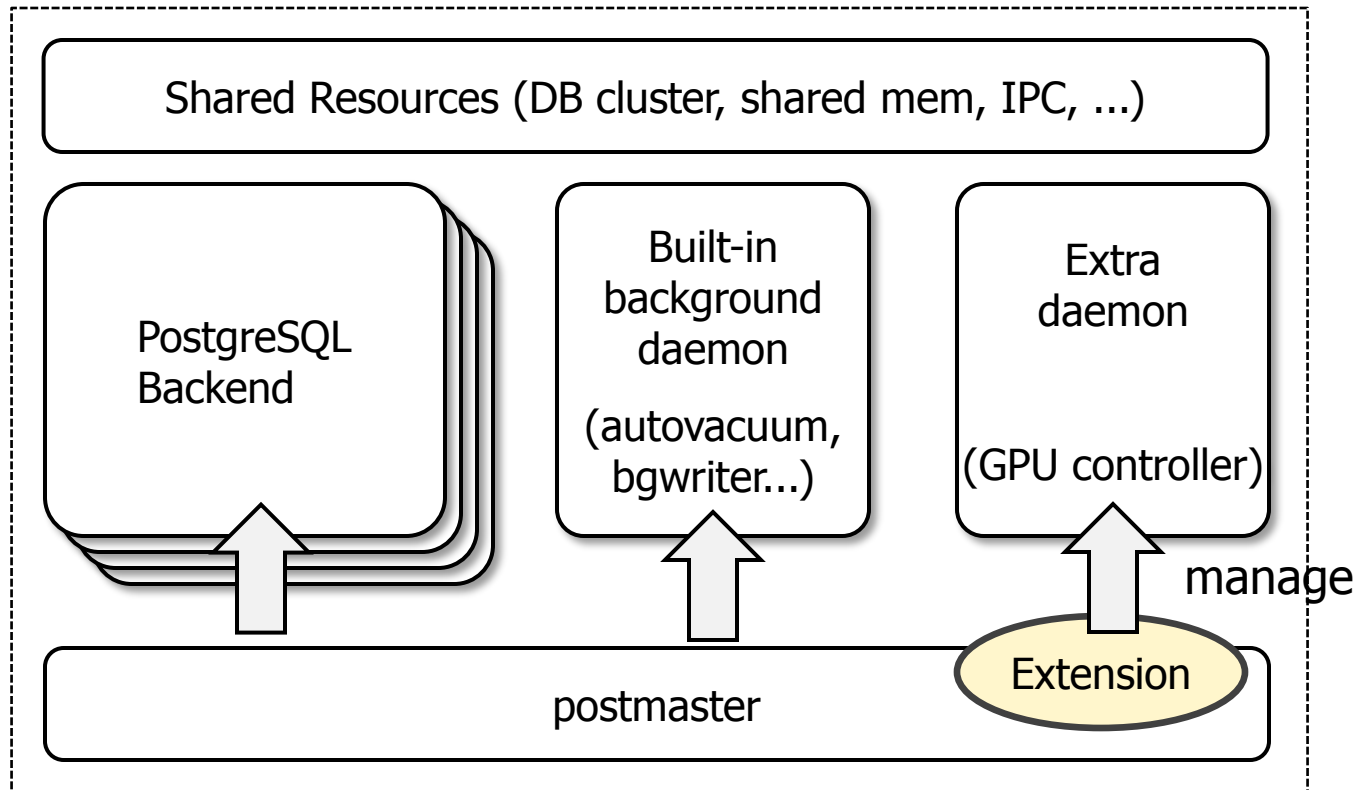 Shared Resources (DB cluster, shared mem, IPC, ...)
PostgreSQL
Backend
Built-in
background
daemon
(autovacuum,
bgwriter...)
Extra
daemon
(GPU controller)
manage
Extension
postmaster